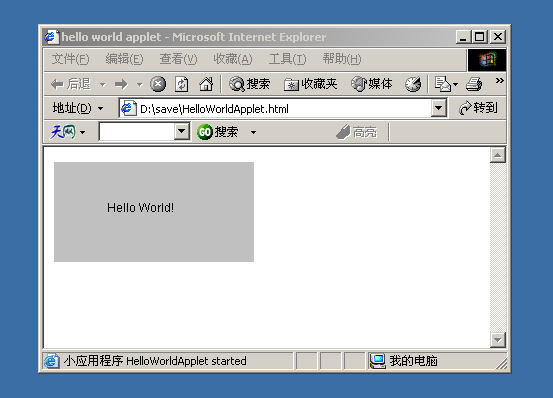 hello world applet - Microsoft Internet Explorer
文件(F) 编辑(E) 查看(V) 收藏(A) 工具(T) 帮助(H)
后退 搜索 收藏夹 媒体 »
地址(D) D:\save\HelloWorldApplet.html 转到
天网 GO 搜索 高亮
Hello World!
小应用程序 HelloWorldApplet started 我的电脑